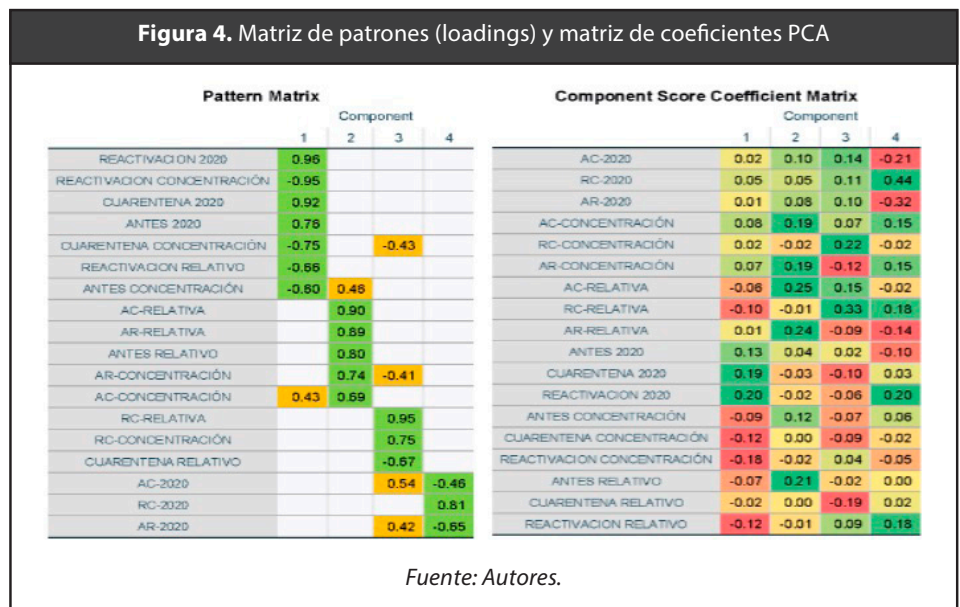 Figura 4. Matriz de patrones (loadings) y matriz de coeficientes PCA
Pattern Matrix
Component
1 2 3 4
REACTIVACION 2020 0.96
REACTIVACION CONCENTRACIÓN -0.95
CUARENTENA 2020 0.92
ANTES 2020 0.76
CUARENTENA CONCENTRACIÓN -0.75 -0.43
REACTIVACION RELATIVO -0.66
ANTES CONCENTRACIÓN -0.60 0.46
AC-RELATIVA 0.90
AR-RELATIVA 0.89
ANTES RELATIVO 0.80
AR-CONCENTRACIÓN 0.74 -0.41
AC-CONCENTRACIÓN 0.43 0.69
RC-RELATIVA 0.95
RC-CONCENTRACIÓN 0.75
CUARENTENA RELATIVO -0.67
AC-2020 0.54 -0.46
RC-2020 0.81
AR-2020 0.42 -0.65
Component Score Coefficient Matrix
Component
1 2 3 4
AC-2020 0.02 0.10 0.14 -0.21
RC-2020 0.05 0.05 0.11 0.44
AR-2020 0.01 0.08 0.10 -0.32
AC-CONCENTRACIÓN 0.08 0.19 0.07 0.15
RC-CONCENTRACIÓN 0.02 -0.02 0.22 -0.02
AR-CONCENTRACIÓN 0.07 0.19 -0.12 0.15
AC-RELATIVA -0.06 0.25 0.15 -0.02
RC-RELATIVA -0.10 -0.01 0.33 0.18
AR-RELATIVA 0.01 0.24 -0.09 -0.14
ANTES 2020 0.13 0.04 0.02 -0.10
CUARENTENA 2020 0.19 -0.03 -0.10 0.03
REACTIVACION 2020 0.20 -0.02 -0.06 0.20
ANTES CONCENTRACIÓN -0.09 0.12 -0.07 0.06
CUARENTENA CONCENTRACIÓN -0.12 0.00 -0.09 -0.02
REACTIVACION CONCENTRACIÓN -0.18 -0.02 0.04 -0.05
ANTES RELATIVO -0.07 0.21 -0.02 0.00
CUARENTENA RELATIVO -0.02 0.00 -0.19 0.02
REACTIVACION RELATIVO -0.12 -0.01 0.09 0.18
Fuente: Autores.